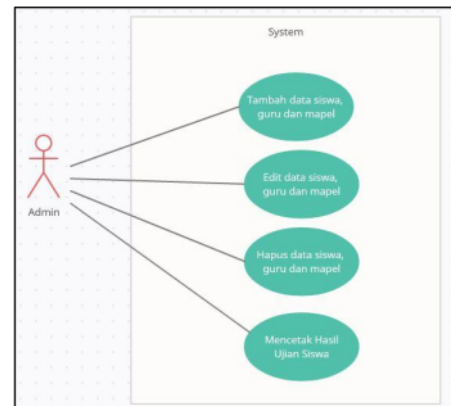 System
Tambah data siswa,
guru dan mapel
Edit data siswa,
guru dan mapel
Admin
Hapus data siswa,
guru dan mapel
Mencetak Hasil
Ujian Siswa